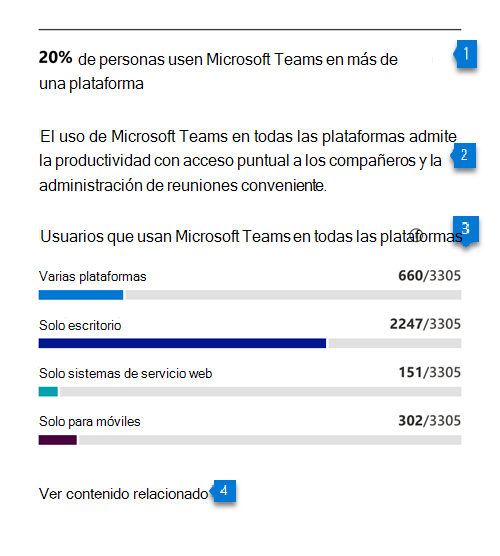 20% de personas usen Microsoft Teams en más de 1
una plataforma
El uso de Microsoft Teams en todas las plataformas admite
la productividad con acceso puntual a los compañeros y la 2
administración de reuniones conveniente.
Usuarios que usan Microsoft Teams en todas las plataformas 3
Varias plataformas 660/3305
Solo escritorio 2247/3305
Solo sistemas de servicio web 151/3305
Solo para móviles 302/3305
Ver contenido relacionado 4